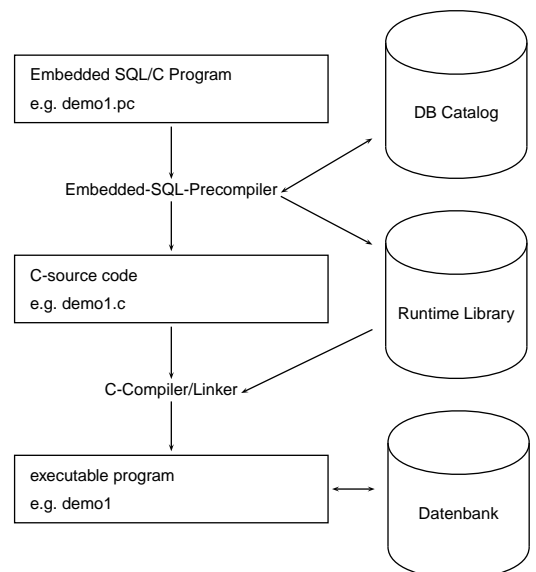 Embedded SQL/C Program
e.g. demo1.pc
DB Catalog
Embedded-SQL-Precompiler
C-source code
e.g. demo1.c
Runtime Library
C-Compiler/Linker
executable program
e.g. demo1
Datenbank